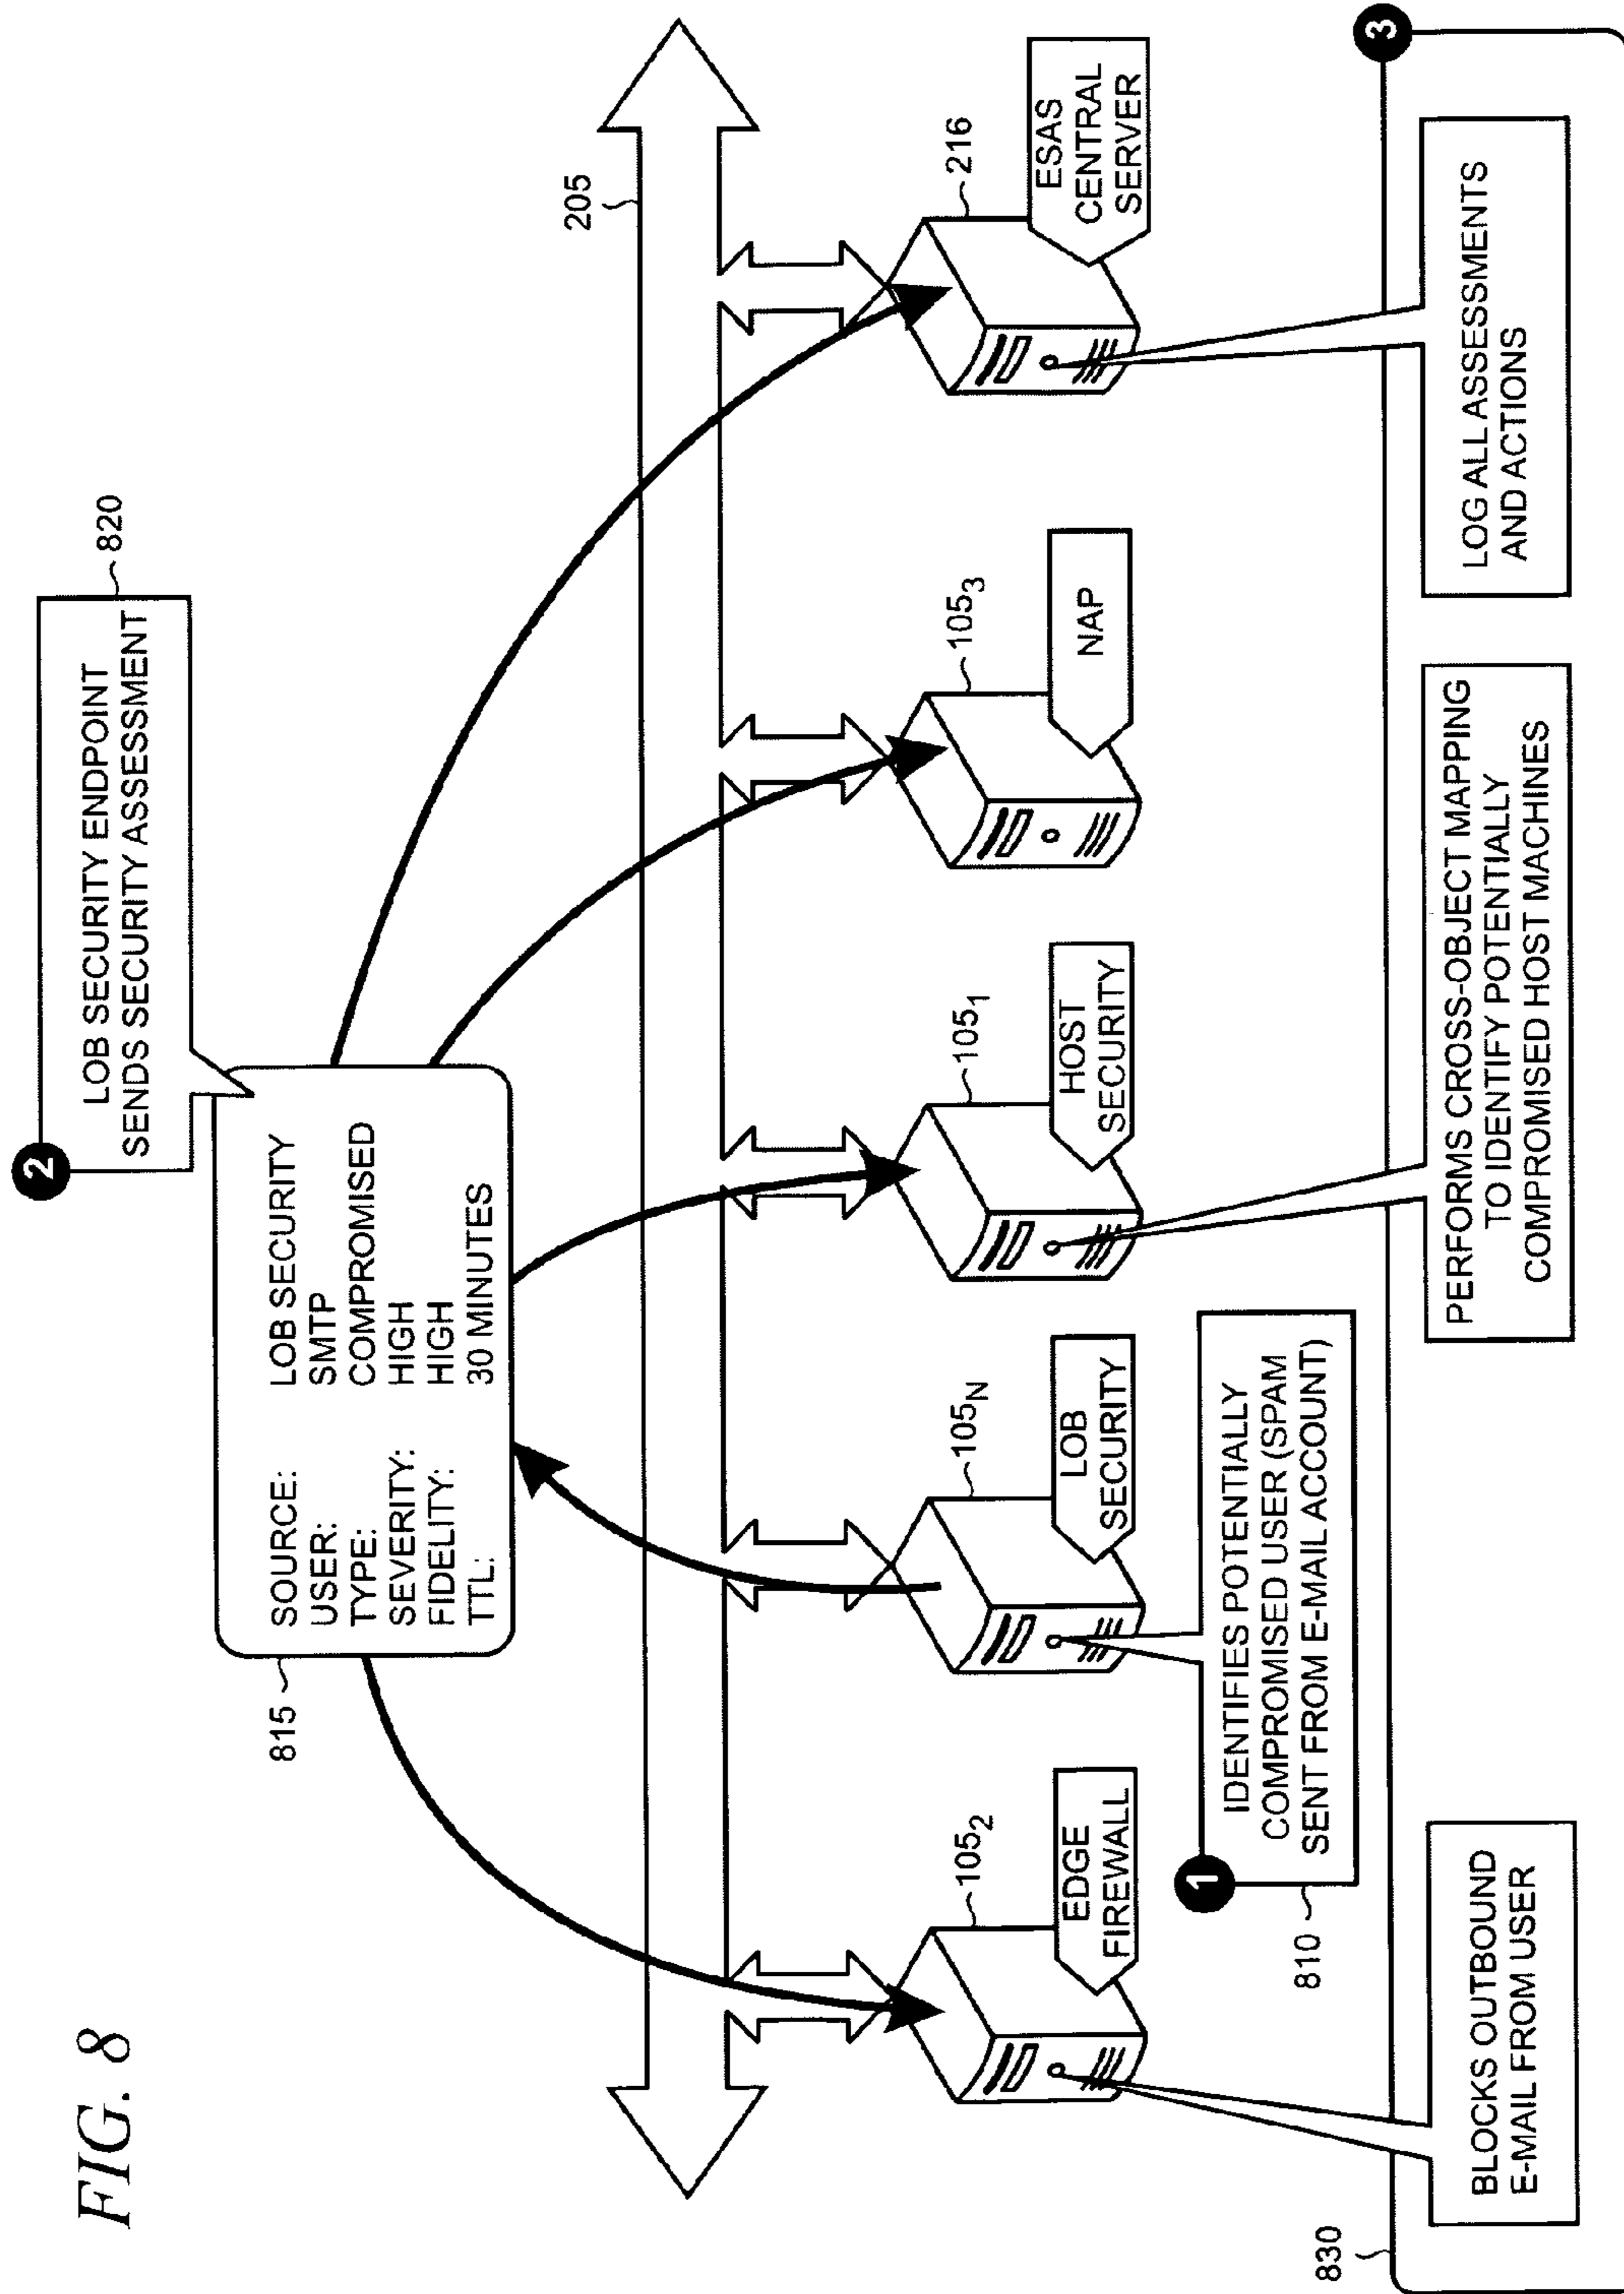 FIG. 8
2
LOB SECURITY ENDPOINT
SENDS SECURITY ASSESSMENT
820
815
SOURCE: LOB SECURITY
USER: SMTP
TYPE: COMPROMISED
SEVERITY: HIGH
FIDELITY: HIGH
TTL: 30 MINUTES
205
105₂
EDGE
FIREWALL
105N
LOB
SECURITY
105₁
HOST
SECURITY
105₃
NAP
216
ESAS
CENTRAL
SERVER
1
810
IDENTIFIES POTENTIALLY
COMPROMISED USER (SPAM
SENT FROM E-MAIL ACCOUNT)
3
830
BLOCKS OUTBOUND
E-MAIL FROM USER
PERFORMS CROSS-OBJECT MAPPING
TO IDENTIFY POTENTIALLY
COMPROMISED HOST MACHINES
LOG ALL ASSESSMENTS
AND ACTIONS